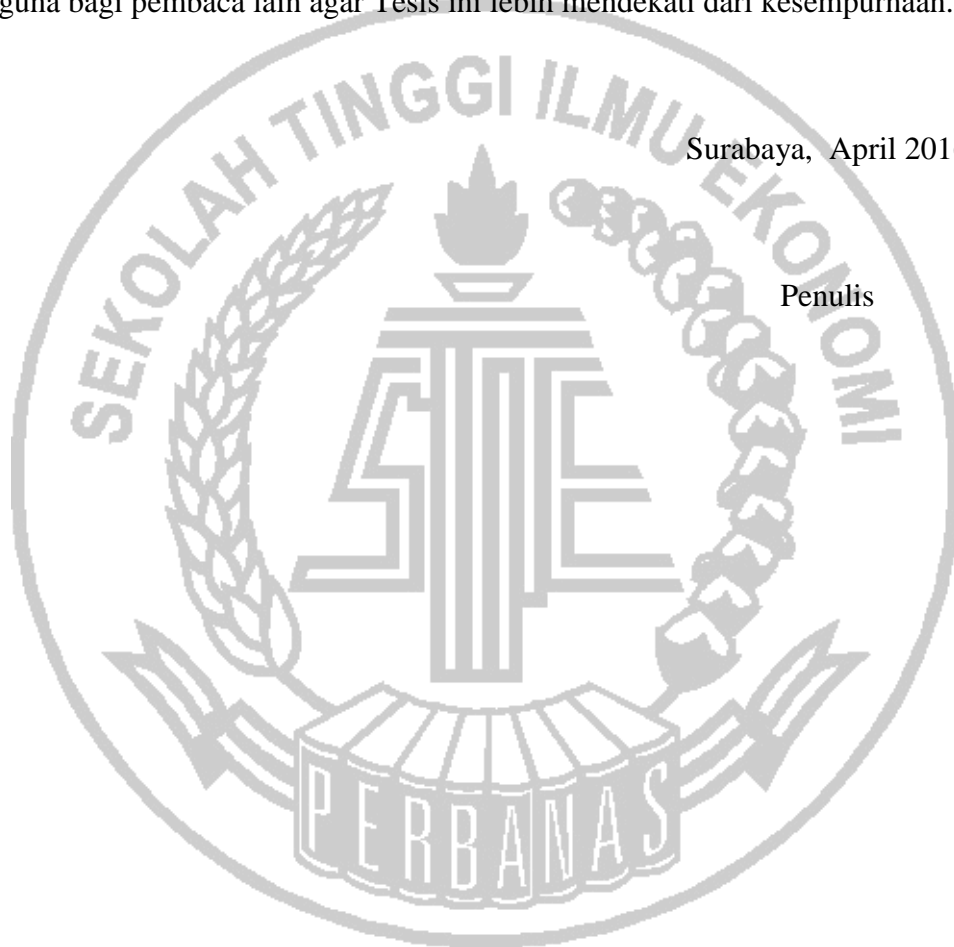 guna bagi pembaca lain agar Tesis ini lebih mendekati dari kesempurnaan.
Surabaya, April 201
Penulis
SEKOLAH TINGGI ILMU EKONOMI
STIE
PERBANAS